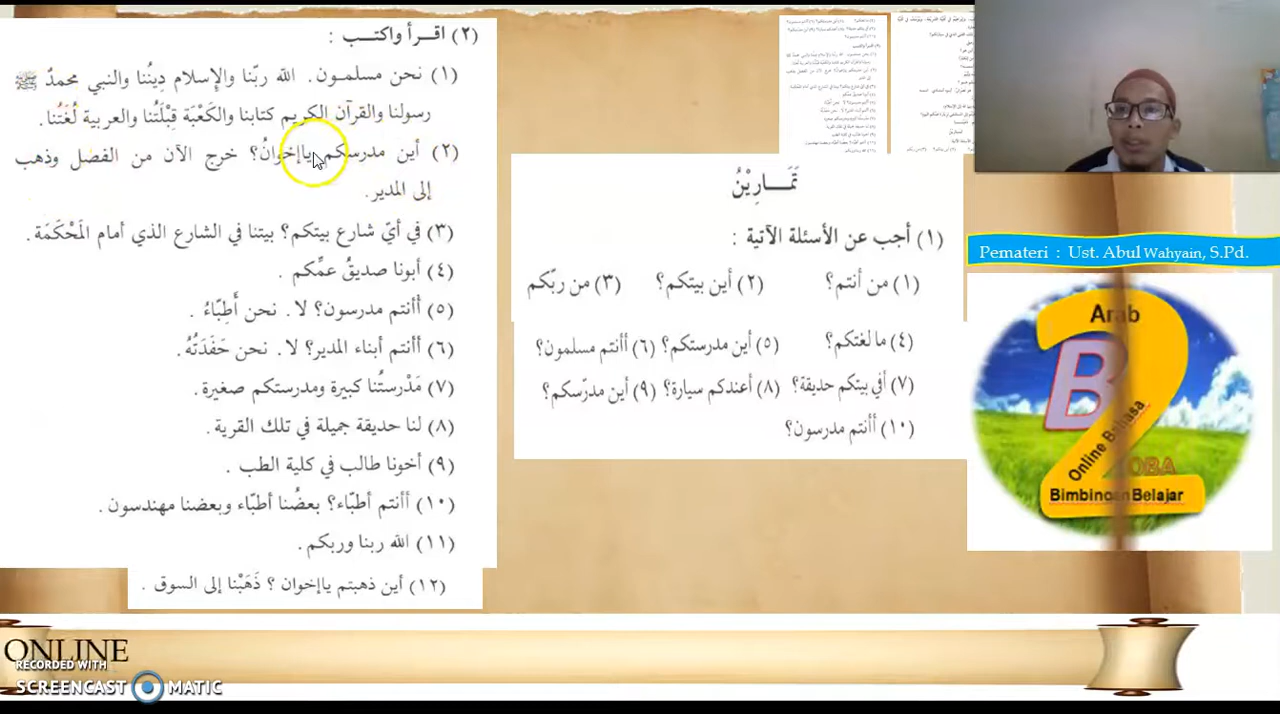 (٢) اقـــرأ واكتـــب :
(١) نحن مسلمـون. الله ربّنا والإسلام دِينُنا والنبي محمدٌ ﷺ
رسولنا والقرآن الكريم كتابنا والكَعْبَة قِبْلَتُنا والعربية لُغَتُنا.
(٢) أين مدرسكم ياإخوانُ؟ خرج الآنَ من الفصل وذهب
إلى المدير.
(٣) في أيّ شارع بيتكم؟ بيتنا في الشارع الذي أمام المَحْكَمَة.
(٤) أبونا صديقُ عمِّكم.
(٥) أأنتم مدرسون؟ لا. نحن أَطِبَّاءُ.
(٦) أأنتم أبناء المدير؟ لا. نحن حَفَدَتُهُ.
(٧) مَدْرستُنا كبيرة ومدرستكم صغيرة.
(٨) لنا حديقة جميلة في تلك القرية.
(٩) أخونا طالب في كلية الطب.
(١٠) أأنتم أطبّاء؟ بعضُنا أطبّاء وبعضنا مهندسون.
(١١) الله ربنا وربكم.
(١٢) أين ذهبتم ياإخوان ؟ ذَهَبْنا إلى السوق.
تَمَـــارِيْنُ
(١) أجب عن الأسئلة الآتية :
(١) من أنتم؟ (٢) أين بيتكم؟ (٣) من ربّكم
(٤) ما لغتكم؟ (٥) أين مدرستكم؟ (٦) أأنتم مسلمون؟
(٧) أفي بيتكم حديقة؟ (٨) أعندكم سيارة؟ (٩) أين مدرّسكم؟
(١٠) أأنتم مدرسون؟
Pemateri : Ust. Abul Wahyain, S.Pd.
Arab
B2
Online Bahasa
Bimbingan Belajar
ONLINE
RECORDED WITH
SCREENCAST MATIC